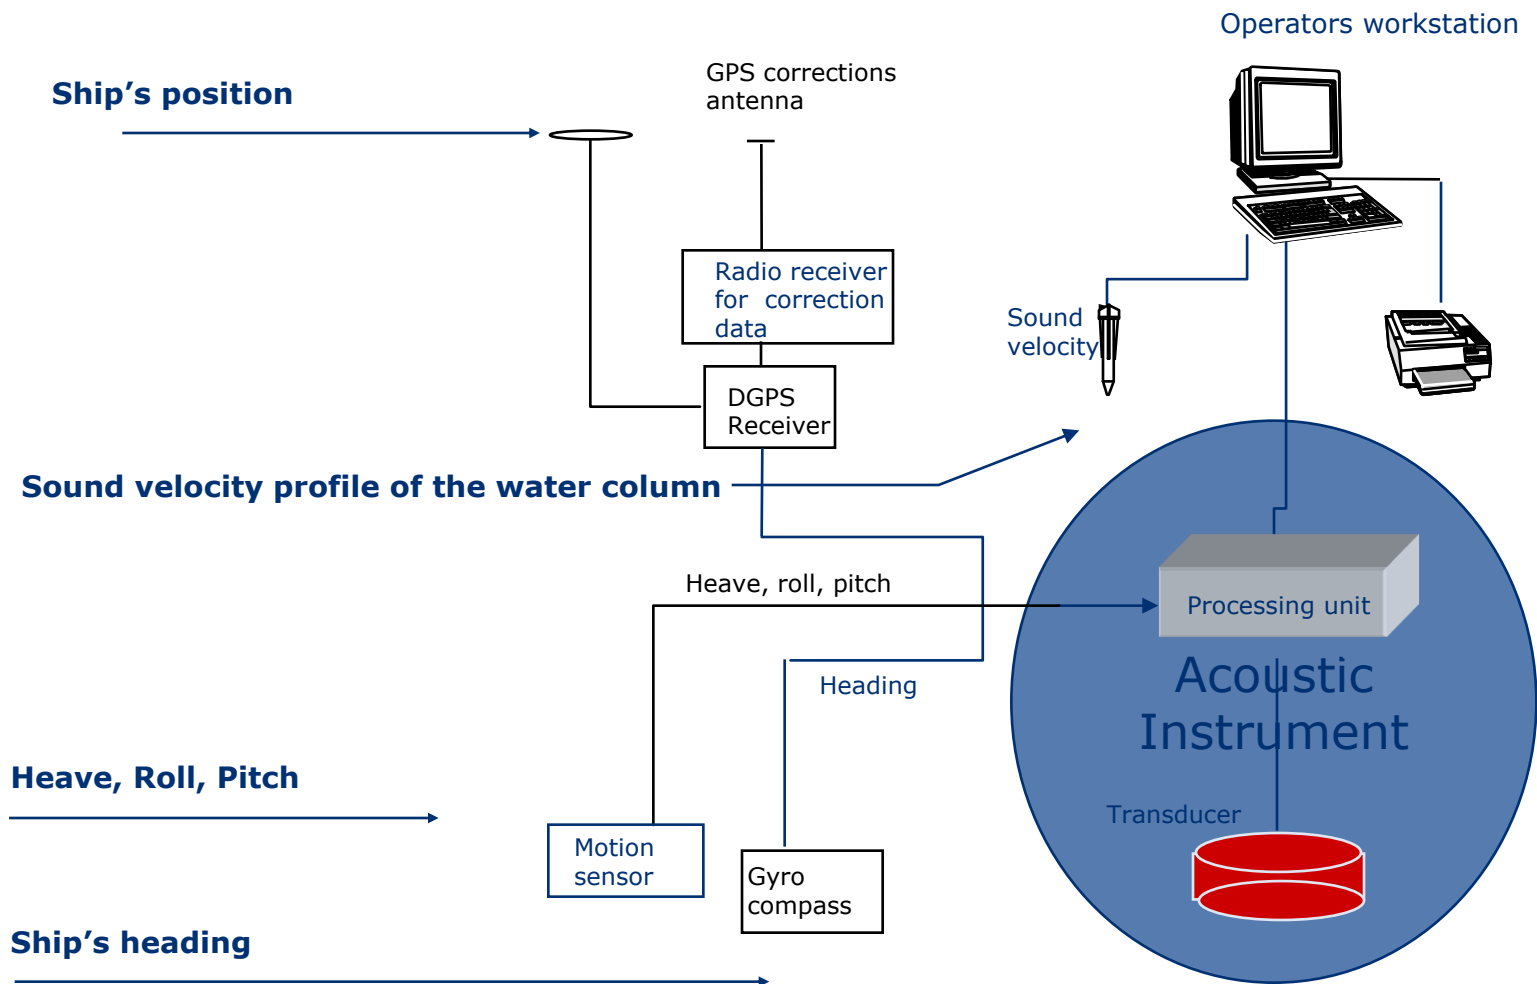 Operators workstation
GPS corrections
antenna
Ship’s position
Radio receiver
for  correction
data
Sound
velocity
DGPS
Receiver
Sound velocity profile of the water column
Heave, roll, pitch
Processing unit
Acoustic
Instrument
Heading
Heave, Roll, Pitch
Transducer
Motion
sensor
Gyro
compass
Ship’s heading